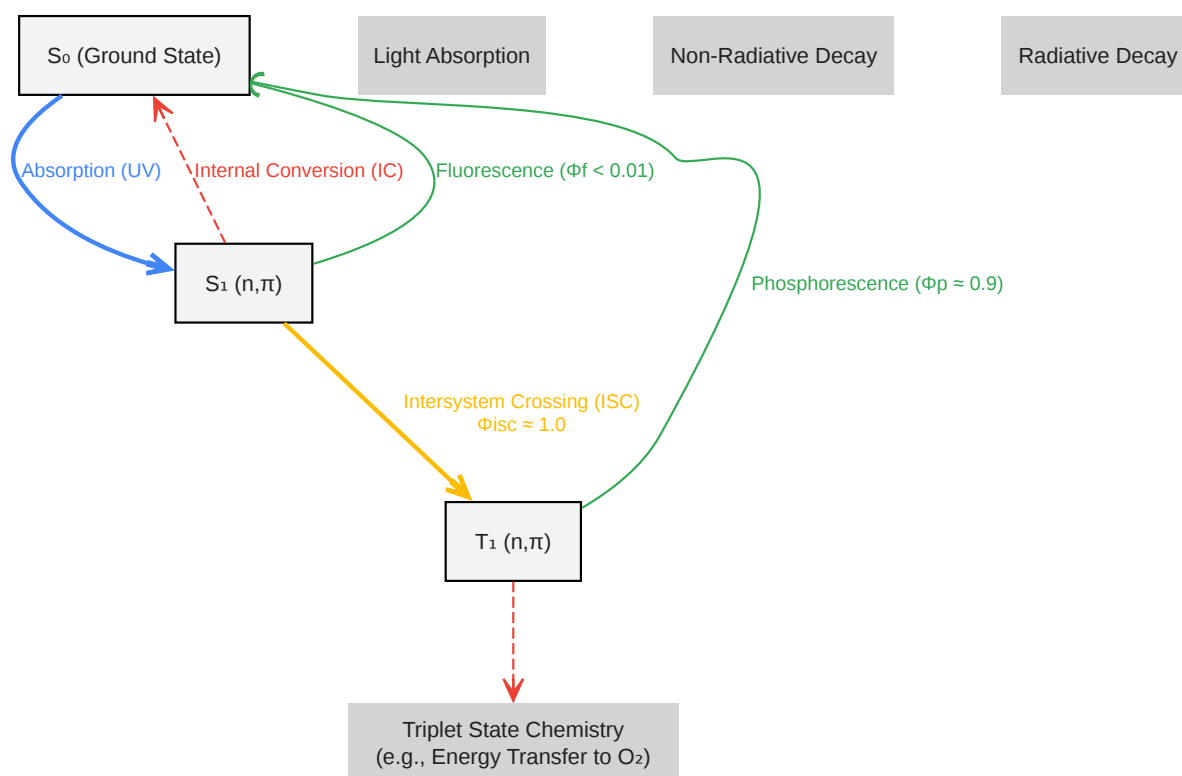 S₀ (Ground State)
Light Absorption
Non-Radiative Decay
Radiative Decay
Absorption (UV)
Internal Conversion (IC)
Fluorescence (Φf < 0.01)
S₁ (n,π)
Phosphorescence (Φp ≈ 0.9)
Intersystem Crossing (ISC)
Φisc ≈ 1.0
T₁ (n,π)
Triplet State Chemistry
(e.g., Energy Transfer to O₂)